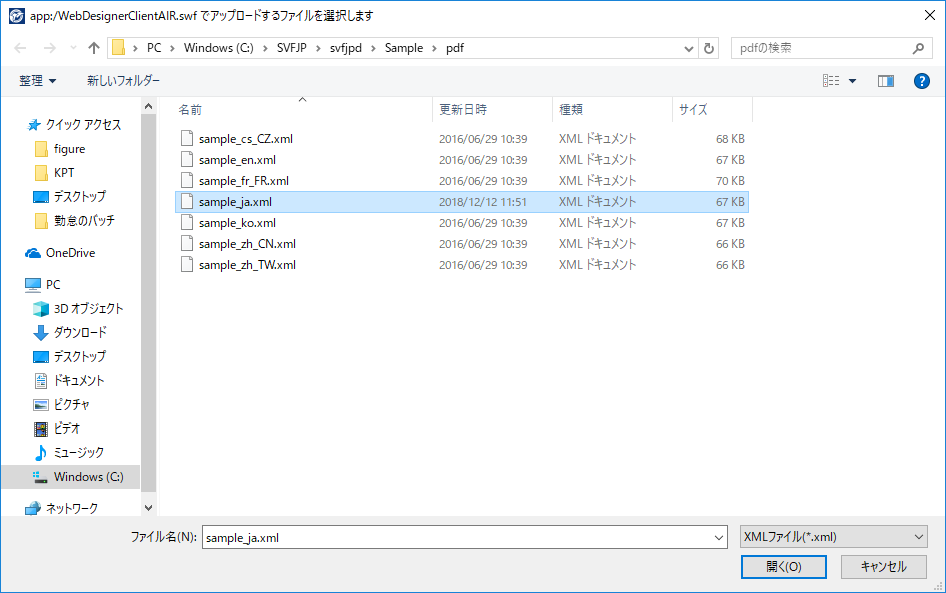 app:/WebDesignerClientAIR.swf でアップロードするファイルを選択します
PC > Windows (C:) > SVFJP > svfjpd > Sample > pdf
pdfの検索
整理
新しいフォルダー
クイック アクセス
figure
KPT
デスクトップ
勤怠のバッチ
OneDrive
PC
3D オブジェクト
ダウンロード
デスクトップ
ドキュメント
ピクチャ
ビデオ
ミュージック
Windows (C:)
ネットワーク
名前 更新日時 種類 サイズ
sample_cs_CZ.xml 2016/06/29 10:39 XML ドキュメント 68 KB
sample_en.xml 2016/06/29 10:39 XML ドキュメント 67 KB
sample_fr_FR.xml 2016/06/29 10:39 XML ドキュメント 70 KB
sample_ja.xml 2018/12/12 11:51 XML ドキュメント 67 KB
sample_ko.xml 2016/06/29 10:39 XML ドキュメント 67 KB
sample_zh_CN.xml 2016/06/29 10:39 XML ドキュメント 66 KB
sample_zh_TW.xml 2016/06/29 10:39 XML ドキュメント 66 KB
ファイル名(N): sample_ja.xml
XMLファイル(*.xml)
開く(O)
キャンセル